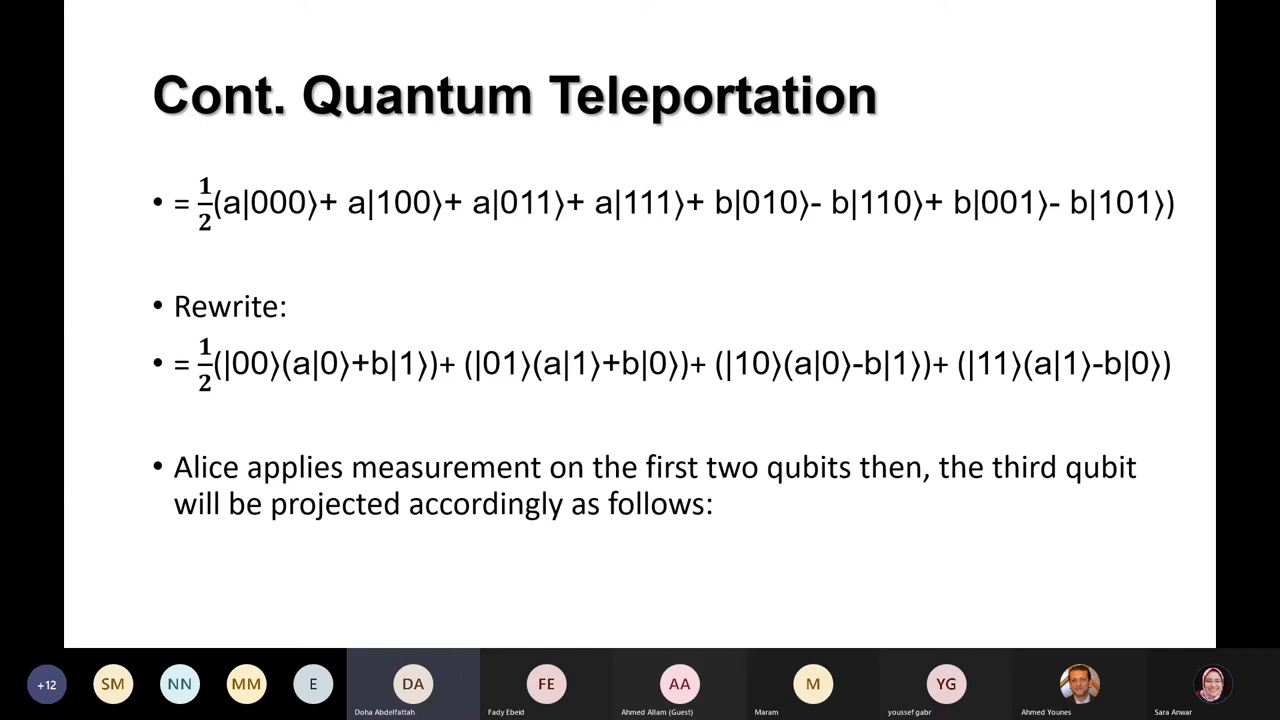 Cont. Quantum Teleportation
• = 1/2(a|000⟩+ a|100⟩+ a|011⟩+ a|111⟩+ b|010⟩- b|110⟩+ b|001⟩- b|101⟩)
• Rewrite:
• = 1/2(|00⟩(a|0⟩+b|1⟩)+ (|01⟩(a|1⟩+b|0⟩)+ (|10⟩(a|0⟩-b|1⟩)+ (|11⟩(a|1⟩-b|0⟩)
• Alice applies measurement on the first two qubits then, the third qubit
will be projected accordingly as follows:
+12 SM NN MM E DA FE AA M YG
Doha Abdelfattah Fady Ebeid Ahmed Allam (Guest) Maram youssef gabr Ahmed Younes Sara Anwar